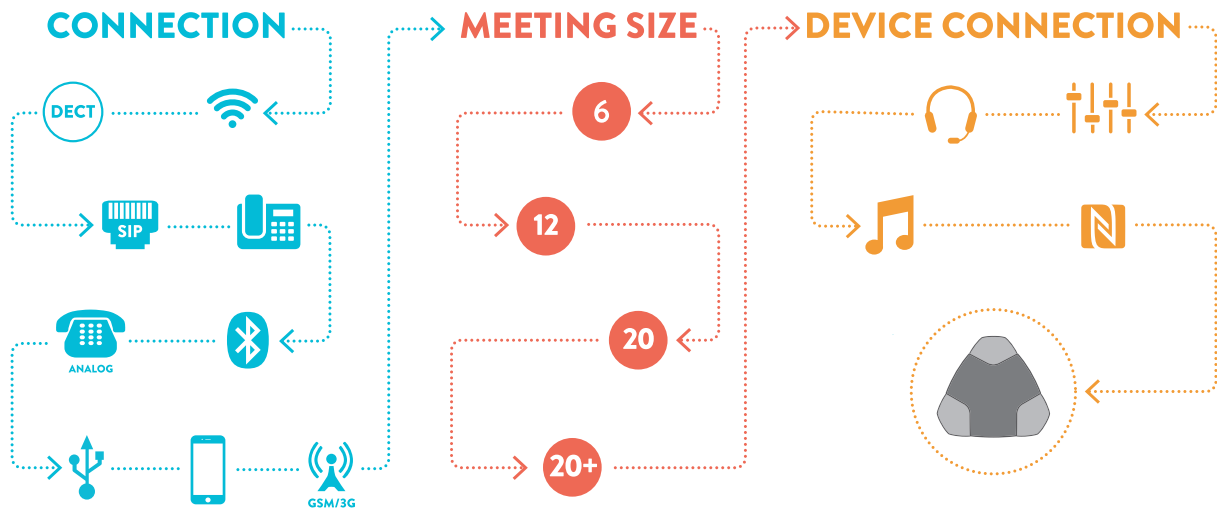 CONNECTION
DECT
SIP
ANALOG
GSM/3G
MEETING SIZE
6
12
20
20+
DEVICE CONNECTION